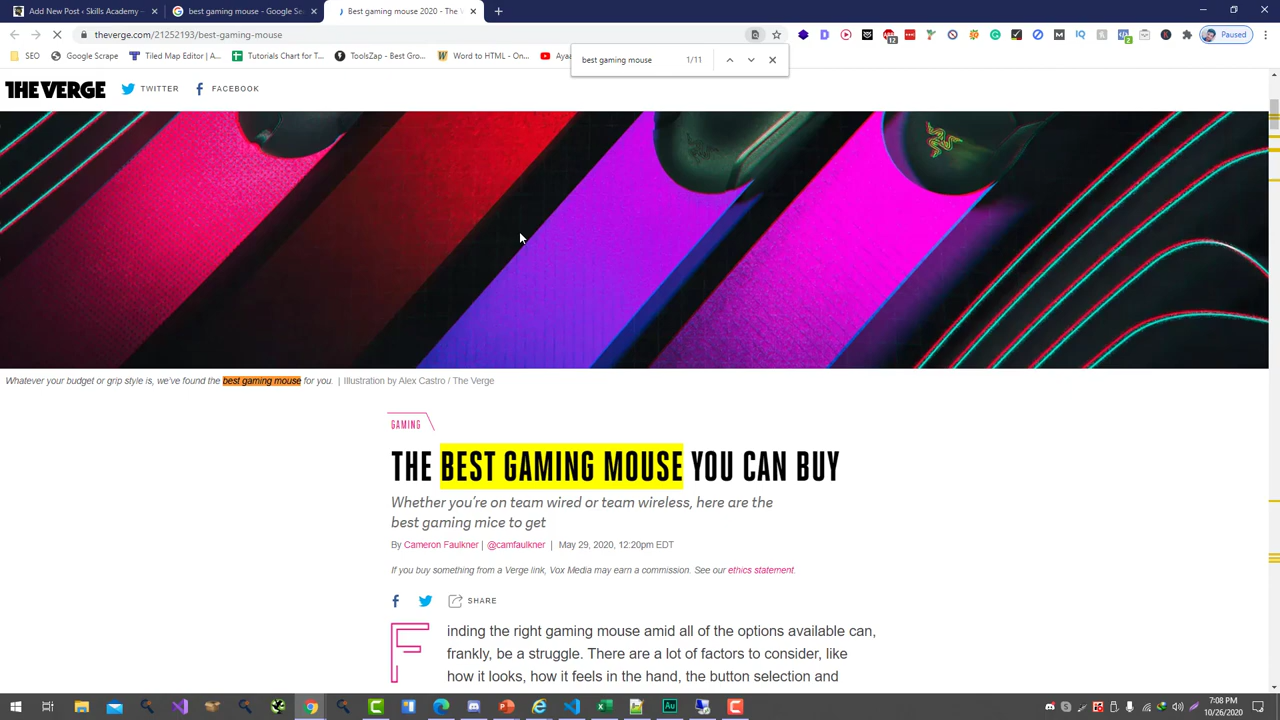 Add New Post ‹ Skills Academy —
best gaming mouse - Google Se
Best gaming mouse 2020 - The V
theverge.com/21252193/best-gaming-mouse
Paused
SEO
Google Scrape
Tiled Map Editor | A...
Tutorials Chart for T...
ToolsZap - Best Gro...
Word to HTML - On...
best gaming mouse 1/11
THE VERGE
TWITTER
FACEBOOK
Whatever your budget or grip style is, we've found the best gaming mouse for you. | Illustration by Alex Castro / The Verge
GAMING
THE BEST GAMING MOUSE YOU CAN BUY
Whether you're on team wired or team wireless, here are the
best gaming mice to get
By Cameron Faulkner | @camfaulkner | May 29, 2020, 12:20pm EDT
If you buy something from a Verge link, Vox Media may earn a commission. See our ethics statement.
SHARE
Finding the right gaming mouse amid all of the options available can,
frankly, be a struggle. There are a lot of factors to consider, like
how it looks, how it feels in the hand, the button selection and
7:08 PM
10/26/2020